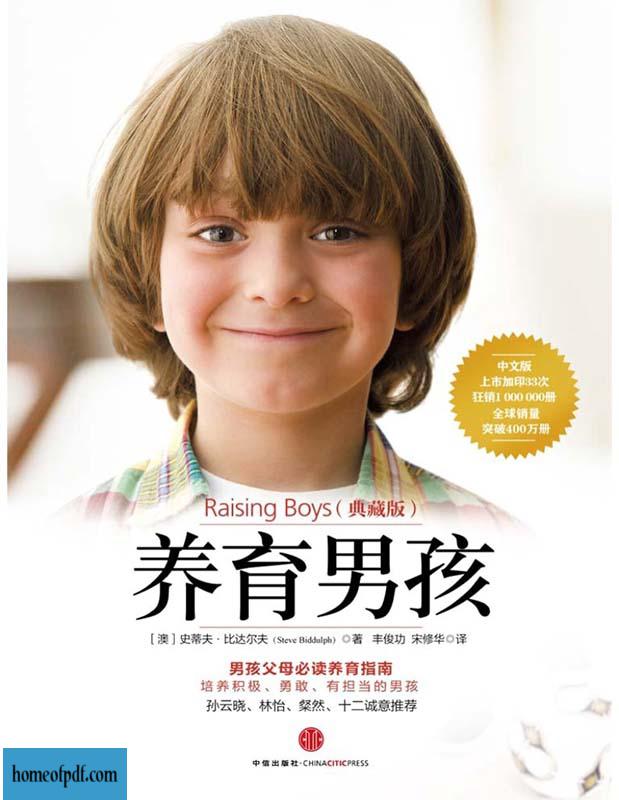 中文版
上市加印33次
狂销1 000 000册
全球销量
突破400万册
Raising Boys（典藏版）
养育男孩
［澳］史蒂夫·比达尔夫（Steve Biddulph）◎著 丰俊功 宋修华◎译
男孩父母必读养育指南
培养积极、勇敢、有担当的男孩
孙云晓、林怡、粲然、十二诚意推荐
中信出版社·CHINACITICPRESS
homeofpdf.com